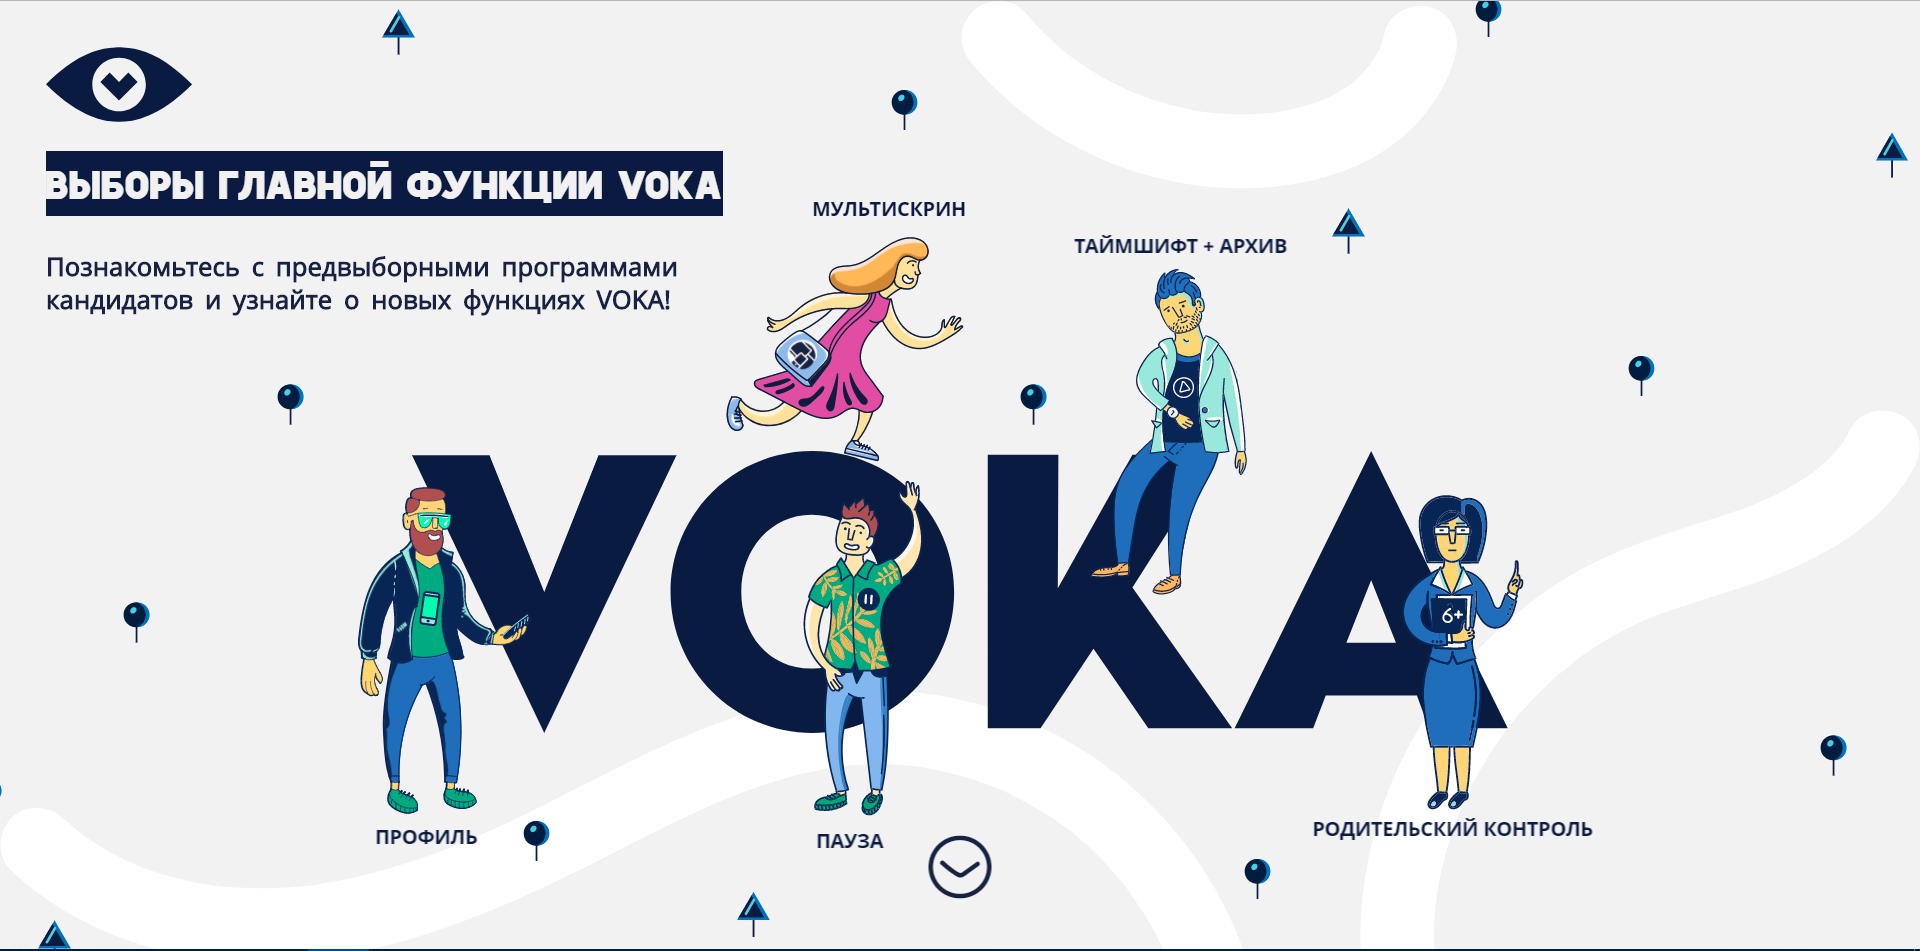 ВЫБОРЫ ГЛАВНОЙ ФУНКЦИИ VOKA
Познакомьтесь с предвыборными программами
кандидатов и узнайте о новых функциях VOKA!
МУЛЬТИСКРИН
ТАЙМШИФТ + АРХИВ
VOKA
6+
ПРОФИЛЬ
ПАУЗА
РОДИТЕЛЬСКИЙ КОНТРОЛЬ